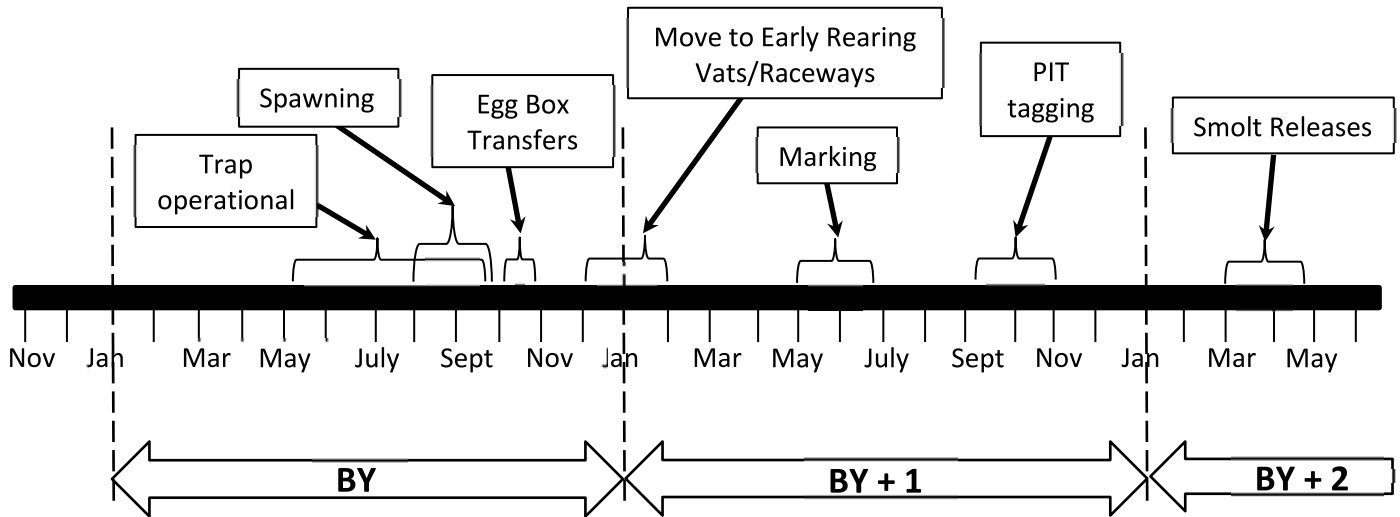 Move to Early Rearing
Vats/Raceways
PIT
tagging
Spawning
Egg Box
Transfers
Smolt Releases
Marking
Trap
operational
Nov Jan Mar May July Sept Nov Jan Mar May July Sept Nov Jan Mar May
BY BY + 1 BY + 2